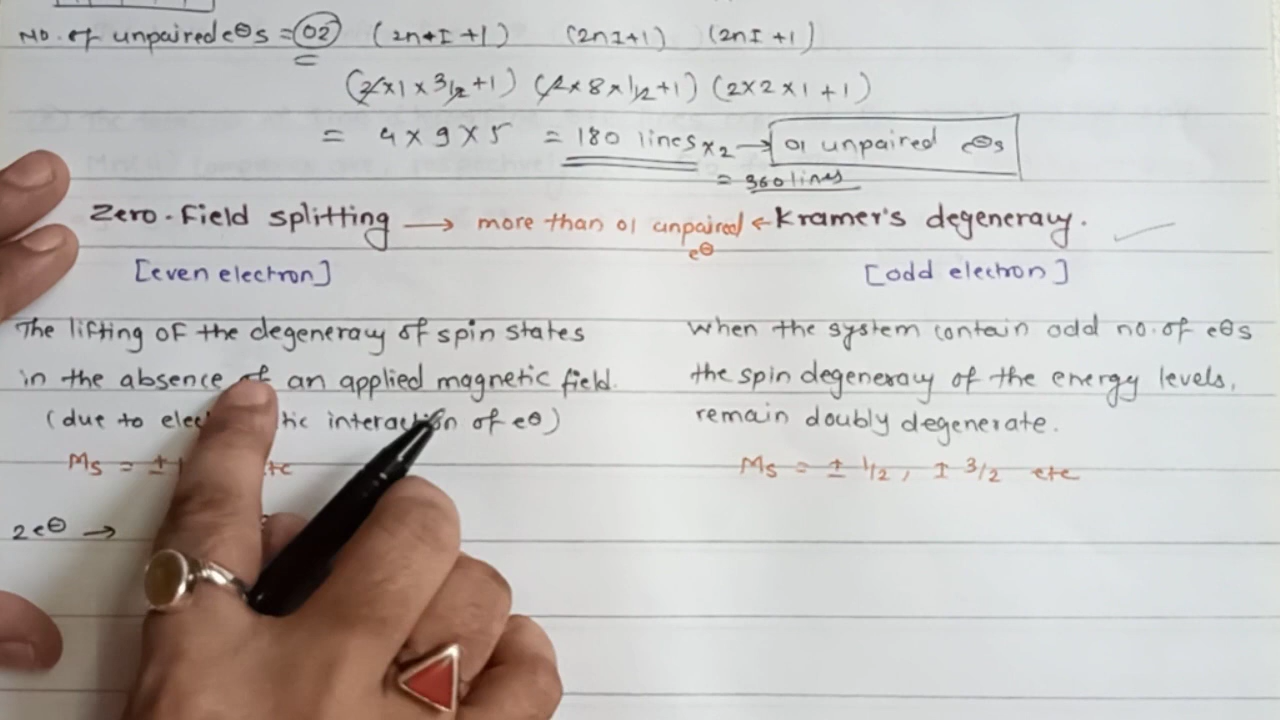 No. of unpaired e⊖s = 02 (2nI+1) (2nI+1) (2nI+1)
(2×1×3/2+1) (2×8×1/2+1) (2×2×1+1)
= 4×9×5 = 180 lines ×2 → 01 unpaired e⊖s
= 360 lines
Zero-Field splitting → more than 01 unpaired e⊖ ← Kramer's degeneracy.
[even electron] [odd electron]
The lifting of the degeneracy of spin states
in the absence of an applied magnetic field.
(due to interaction of e⊖)
Ms = ± etc
2e⊖ →
When the system contain odd no. of e⊖s
the spin degeneracy of the energy levels,
remain doubly degenerate.
Ms = ± 1/2, ± 3/2 etc